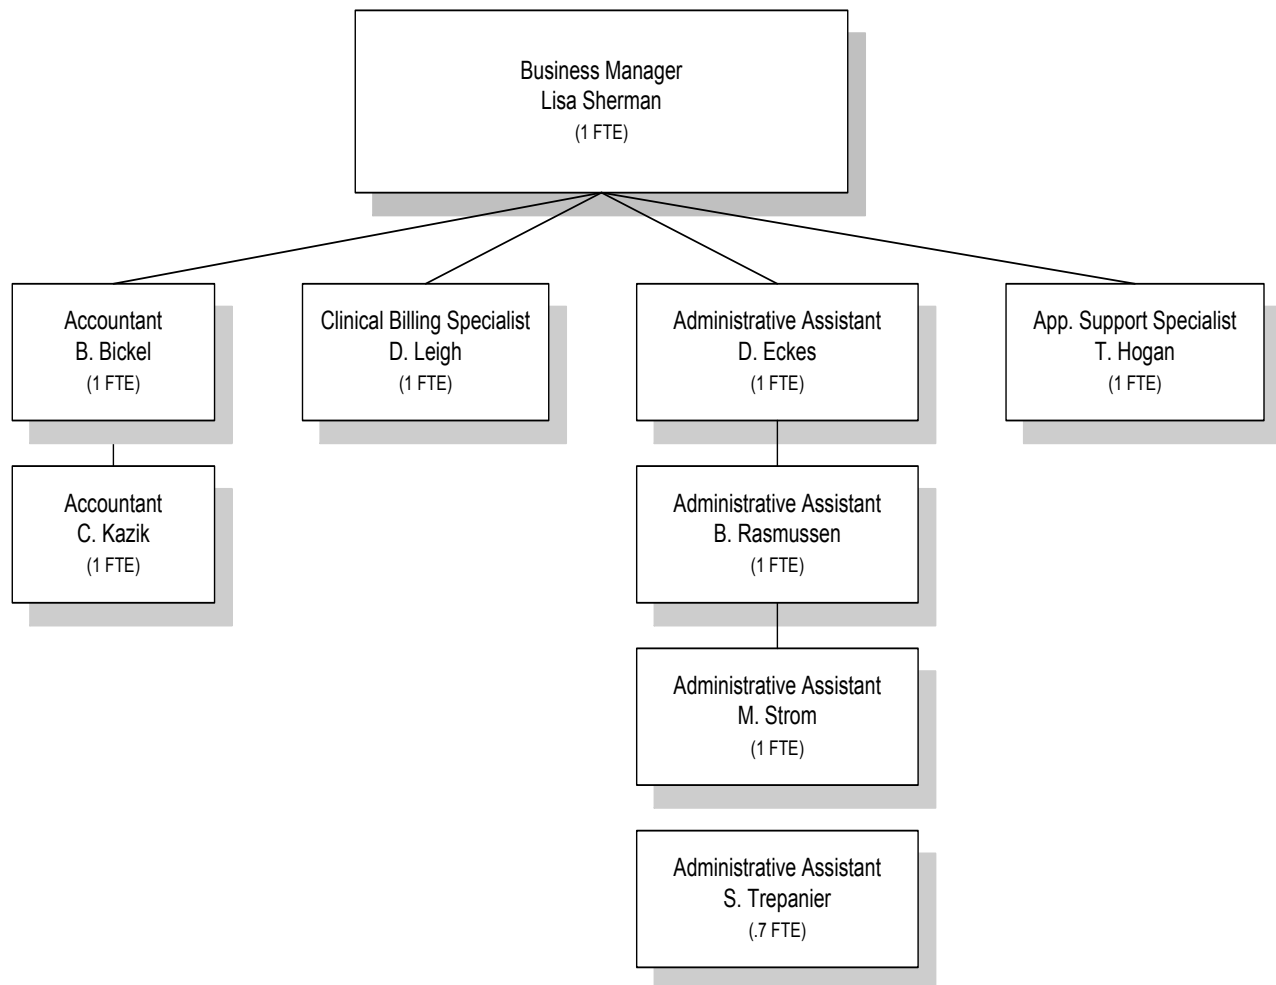 Business Manager
Lisa Sherman
(1 FTE)
Accountant
B. Bickel
(1 FTE)
Clinical Billing Specialist
D. Leigh
(1 FTE)
Administrative Assistant
D. Eckes
(1 FTE)
App. Support Specialist
T. Hogan
(1 FTE)
Accountant
C. Kazik
(1 FTE)
Administrative Assistant
B. Rasmussen
(1 FTE)
Administrative Assistant
M. Strom
(1 FTE)
Administrative Assistant
S. Trepanier
(.7 FTE)